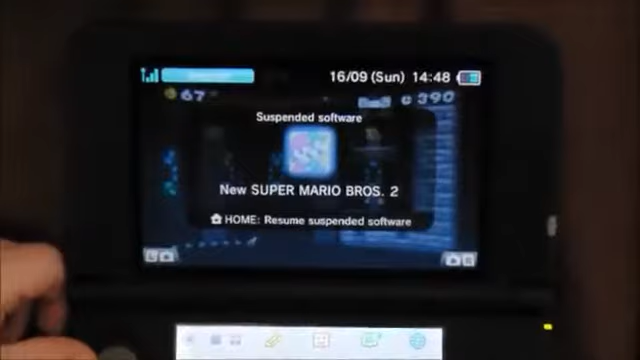 16/09 (Sun) 14:48
67
390
Suspended software
New SUPER MARIO BROS. 2
HOME: Resume suspended software
L
R